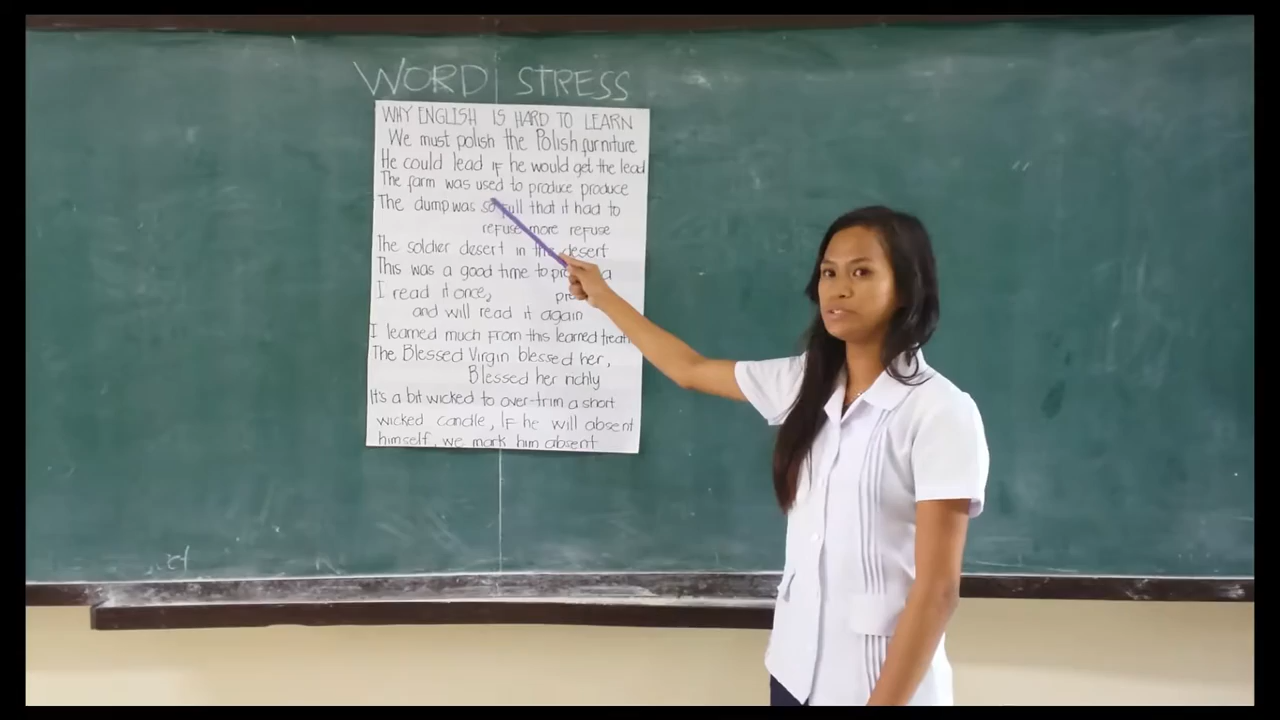 WORD STRESS
WHY ENGLISH IS HARD TO LEARN
We must polish the Polish furniture
He could lead if he would get the lead
The farm was used to produce produce
The dump was so full that it had to
refuse more refuse
The soldier desert in the desert
This was a good time to a
I read it once,
and will read it again
I learned much from this learned
The Blessed Virgin blessed her,
Blessed her richly
It's a bit wicked to over-trim a short
wicked candle, If he will absent
himself, we mark him absent